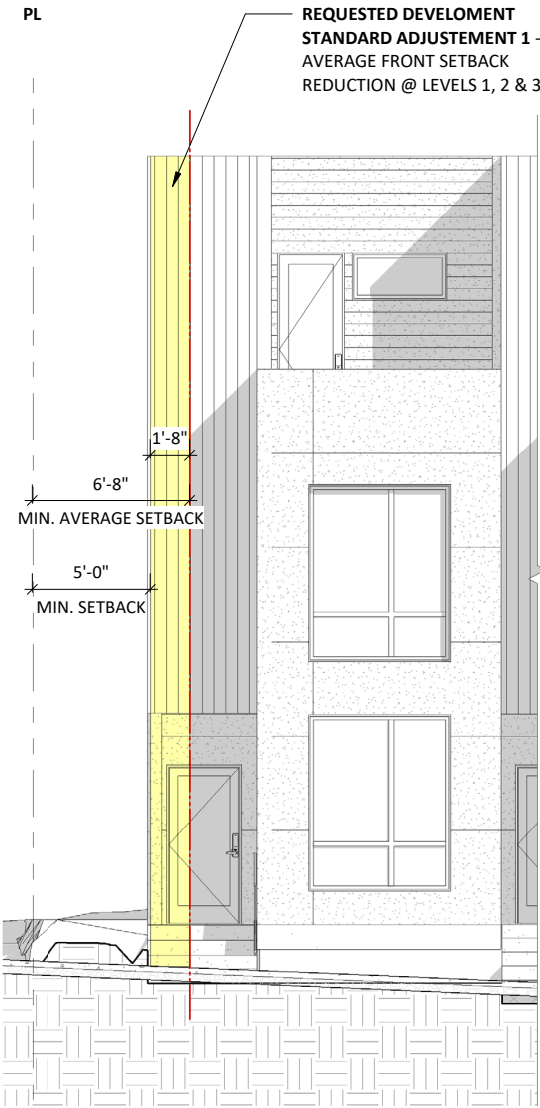 PL
REQUESTED DEVELOMENT
STANDARD ADJUSTEMENT 1 -
AVERAGE FRONT SETBACK
REDUCTION @ LEVELS 1, 2 & 3
1'-8"
6'-8"
MIN. AVERAGE SETBACK
5'-0"
MIN. SETBACK